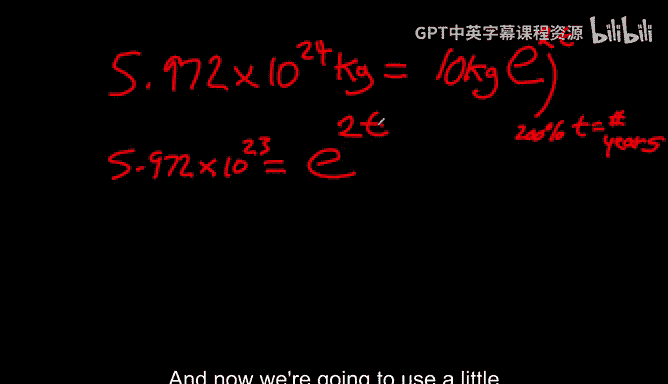 GPT中英字幕课程资源 bilibili
5.972×10^24 kg = 10kg e
200% t = # years
5.972×10^23 = e^2t
And now we're going to use a little